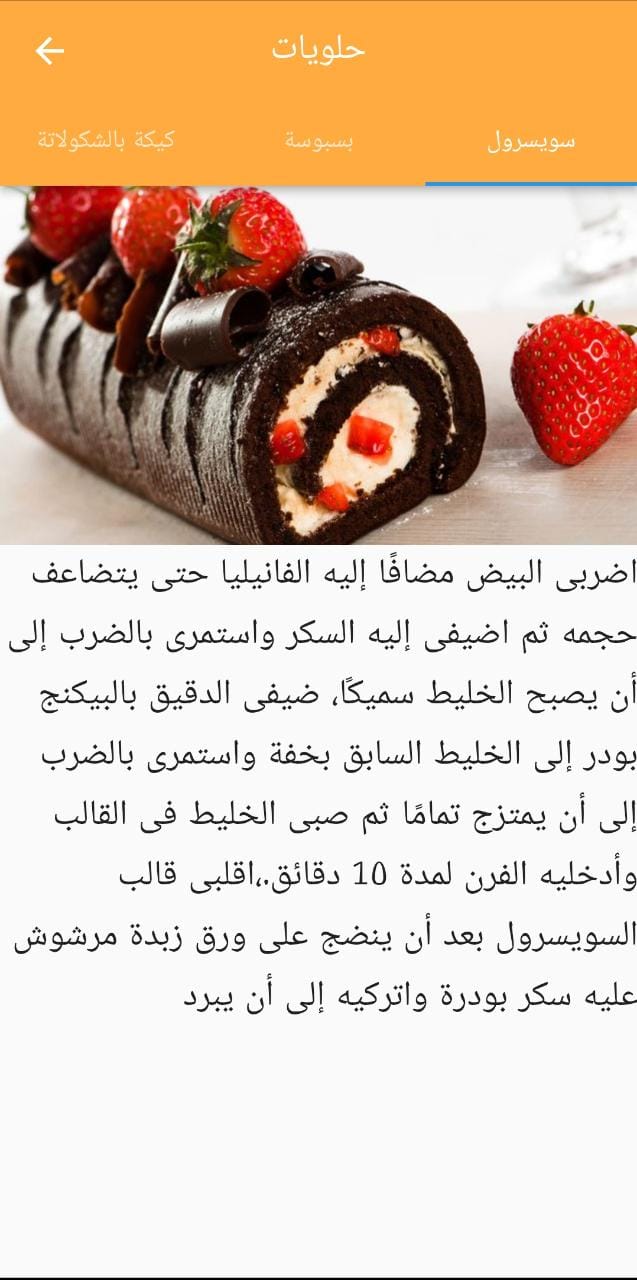 حلويات
سويسرول
بسبوسة
كيكة بالشكولاتة
اضربى البيض مضافًا إليه الفانيليا حتى يتضاعف
حجمه ثم اضيفى إليه السكر واستمرى بالضرب إلى
أن يصبح الخليط سميكًا، ضيفى الدقيق بالبيكنج
بودر إلى الخليط السابق بخفة واستمرى بالضرب
إلى أن يمتزج تمامًا ثم صبى الخليط فى القالب
وأدخليه الفرن لمدة 10 دقائق.،اقلبى قالب
السويسرول بعد أن ينضج على ورق زبدة مرشوش
عليه سكر بودرة واتركيه إلى أن يبرد